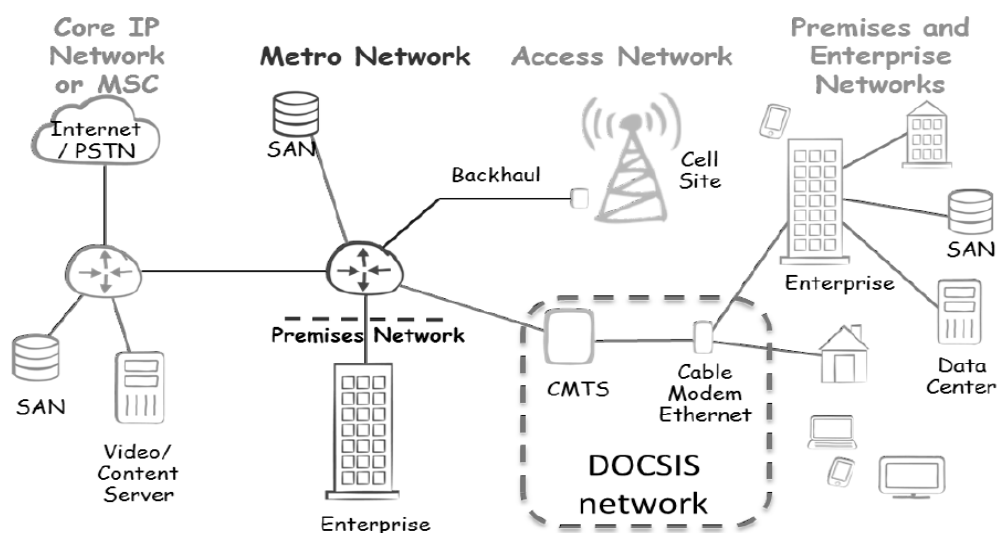 Core IP
Network
or MSC
Metro Network
Access Network
Premises and
Enterprise
Networks
Internet
/ PSTN
SAN
Backhaul
Cell
Site
SAN
Enterprise
Premises Network
CMTS
Cable
Modem
Ethernet
Data
Center
SAN
Video/
Content
Server
Enterprise
DOCSIS
network